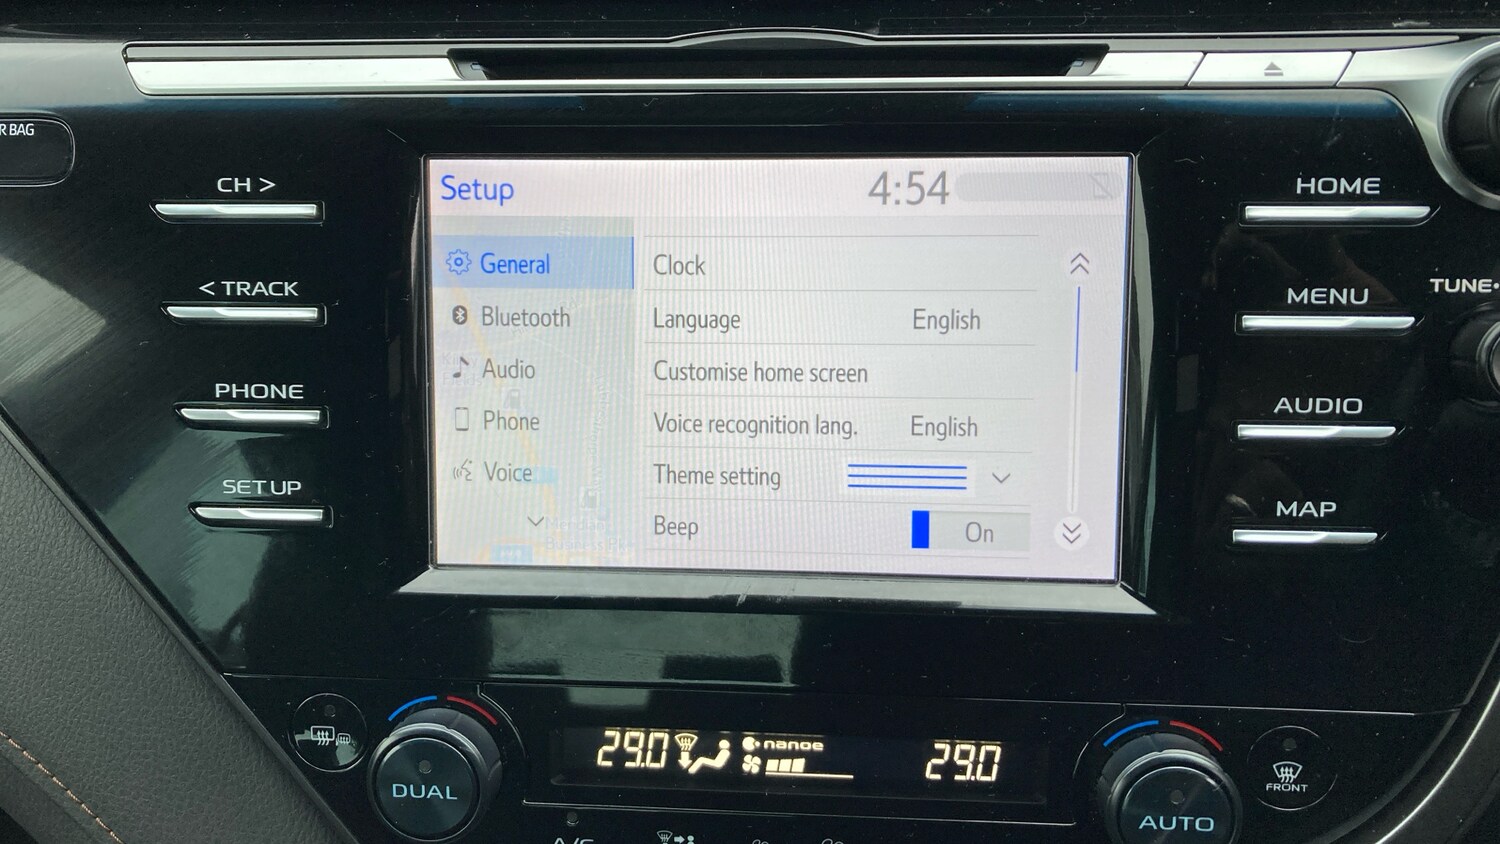 R BAG
CH >
< TRACK
PHONE
SETUP
Setup
4:54
General
Bluetooth
Audio
Phone
Voice
Clock
Language English
Customise home screen
Voice recognition lang. English
Theme setting
Beep On
HOME
MENU
TUNE•
AUDIO
MAP
29.0
nanoe
29.0
DUAL
AUTO
FRONT
A/C